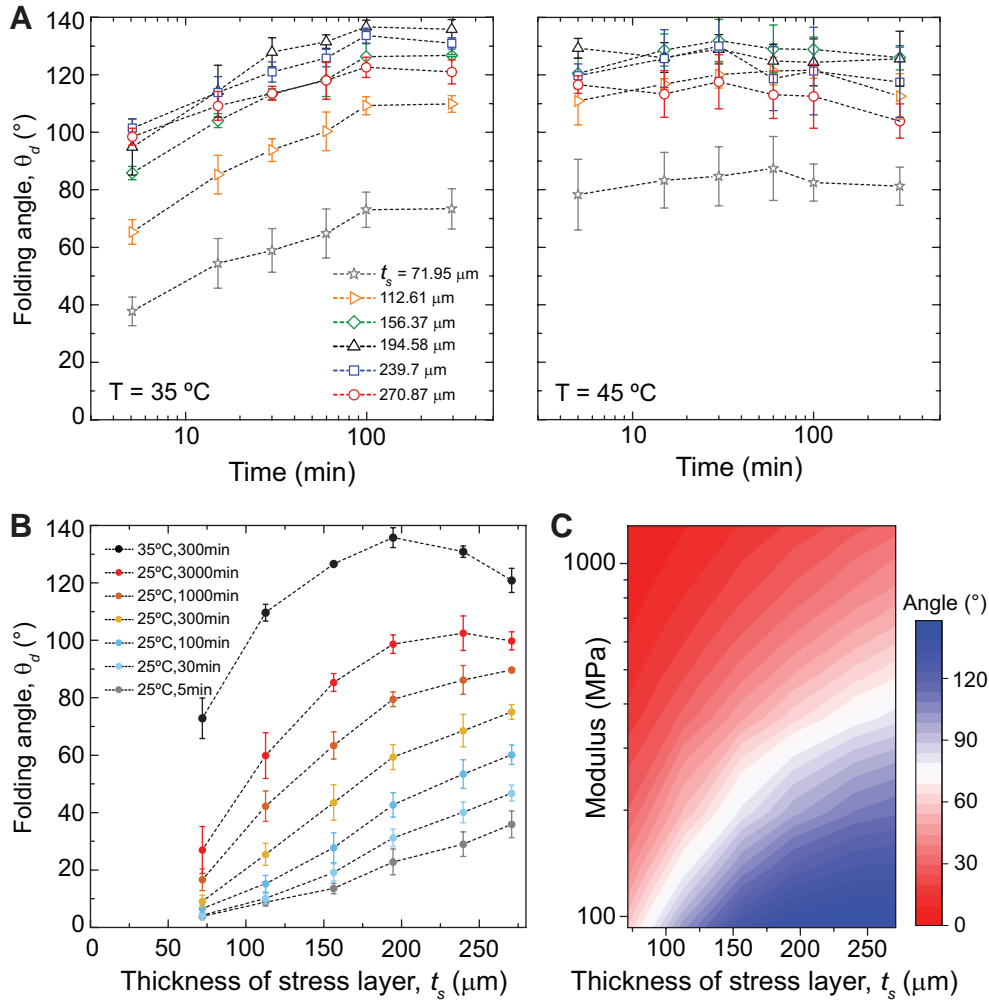 A
Folding angle, θd (°)
140
120
100
80
60
40
20
0
ts = 71.95 μm
112.61 μm
156.37 μm
194.58 μm
239.7 μm
270.87 μm
T = 35 ºC
10
100
Time (min)
T = 45 ºC
10
100
Time (min)
B
Folding angle, θd (°)
140
120
100
80
60
40
20
0
35ºC,300min
25ºC,3000min
25ºC,1000min
25ºC,300min
25ºC,100min
25ºC,30min
25ºC,5min
0
50
100
150
200
250
Thickness of stress layer, ts (μm)
C
Modulus (MPa)
1000
100
100
150
200
250
Thickness of stress layer, ts (μm)
Angle (°)
120
90
60
30
0